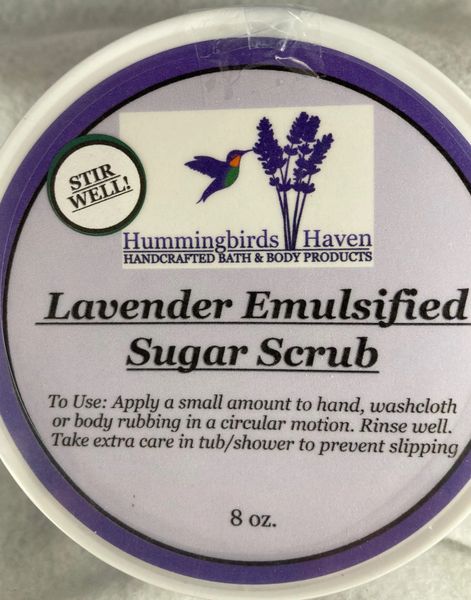 STIR
WELL!
Hummingbirds Haven
HANDCRAFTED BATH & BODY PRODUCTS
Lavender Emulsified
Sugar Scrub
To Use: Apply a small amount to hand, washcloth
or body rubbing in a circular motion. Rinse well.
Take extra care in tub/shower to prevent slipping
8 oz.